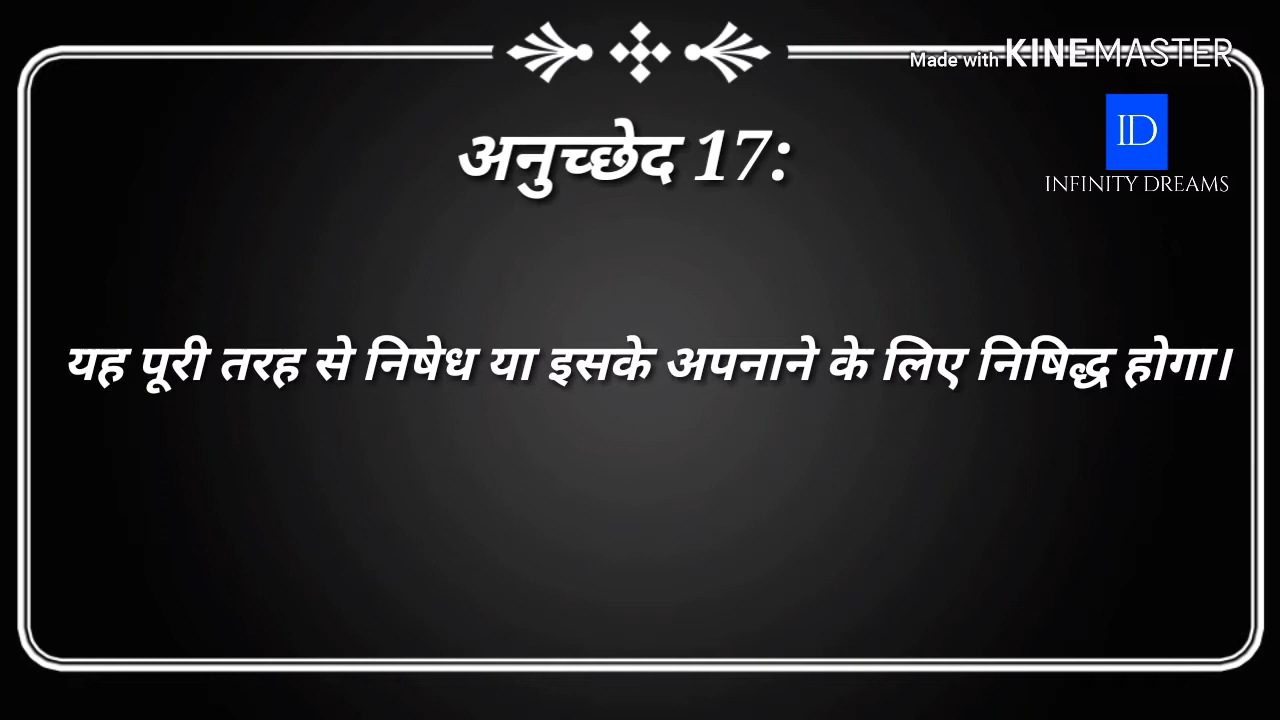 Made with KINEMASTER
ID
INFINITY DREAMS
अनुच्छेद 17:
यह पूरी तरह से निषेध या इसके अपनाने के लिए निषिद्ध होगा।